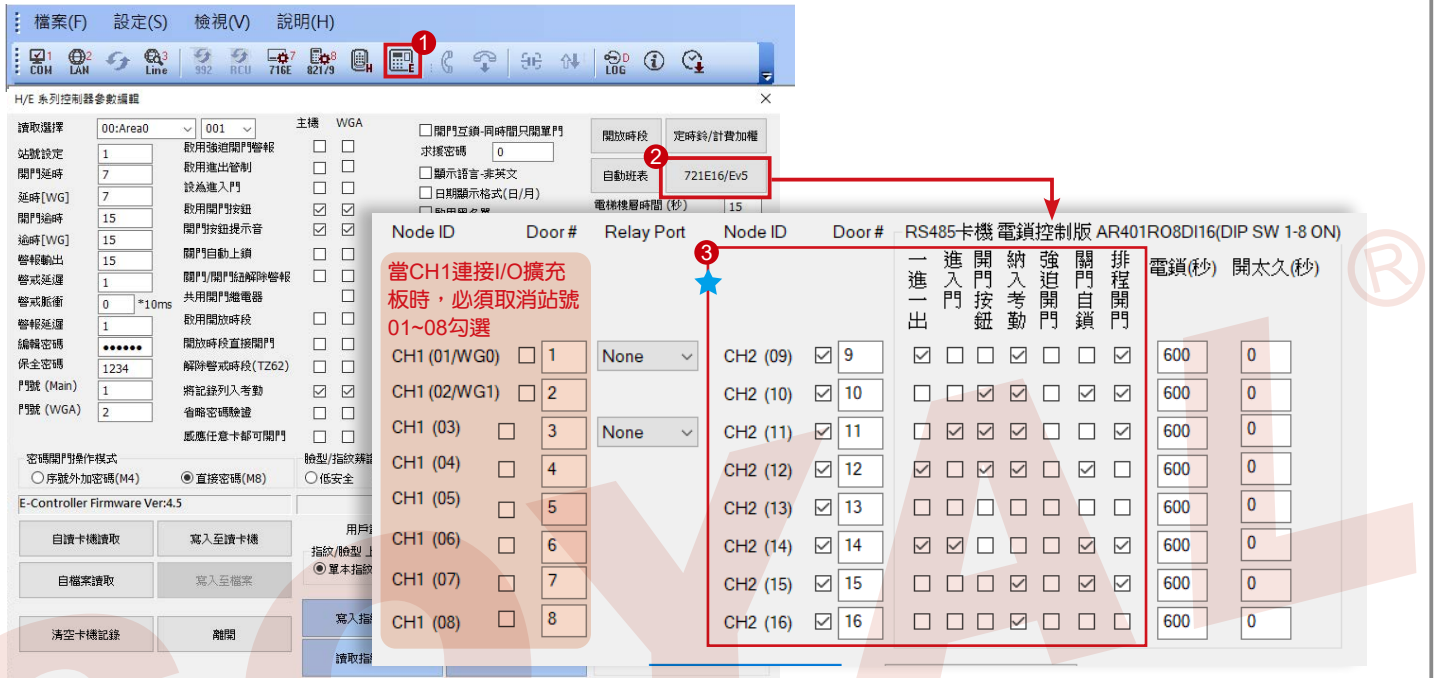 檔案(F) 設定(S) 檢視(V) 說明(H)
1
COM 1 LAN 2 Line 3 992 RCU 716E 7 821/9 8 H E LOG D
H/E 系列控制器參數編輯
讀取選擇 00:Area0 001 主機 WGA
站號設定 1
開門延時 7
延時[WG] 7
開門逾時 15
逾時[WG] 15
警報輸出 15
警戒延遲 1
警戒脈衝 0 *10ms
警報延遲 1
編輯密碼 ●●●●●●
保全密碼 1234
門號 (Main) 1
門號 (WGA) 2
啟用強迫開門警報
啟用進出管制
設為進入門
啟用開門按鈕
開門按鈕提示音
開門自動上鎖
開門/關門結解除警報
共用開門繼電器
啟用開放時段
開放時段直接開門
解除警戒時段(TZ62)
將記錄列入考勤
省略密碼驗證
感應任意卡都可開門
開門互鎖-同時間只開單門
求援密碼 0
顯示語言-非英文
日期顯示格式(日/月)
開放時段 定時鈴/計費加權
2
自動班表 721E16/Ev5
電梯樓層時間 (秒) 15
密碼開門操作模式
序號外加密碼(M4) 直接密碼(M8)
臉型/指紋辨識
低安全
E-Controller Firmware Ver:4.5
自讀卡機讀取 寫入至讀卡機
自檔案讀取 寫入至檔案
清空卡機記錄 離開
用戶
指紋/臉型 上
單本指紋
寫入指
讀取指
Node ID Door # Relay Port Node ID Door # RS485卡機 電鎖控制版 AR401RO8DI16(DIP SW 1-8 ON)
3
當CH1連接I/O擴充
板時，必須取消站號
01~08勾選
一進一出 進入門 開門按鈕 納入考勤 強迫開門 關門自鎖 排程開門 電鎖(秒) 開太久(秒)
CH1 (01/WG0) 1 None CH2 (09) 9 600 0
CH1 (02/WG1) 2 CH2 (10) 10 600 0
CH1 (03) 3 None CH2 (11) 11 600 0
CH1 (04) 4 CH2 (12) 12 600 0
CH1 (05) 5 CH2 (13) 13 600 0
CH1 (06) 6 CH2 (14) 14 600 0
CH1 (07) 7 CH2 (15) 15 600 0
CH1 (08) 8 CH2 (16) 16 600 0
SOYAL®